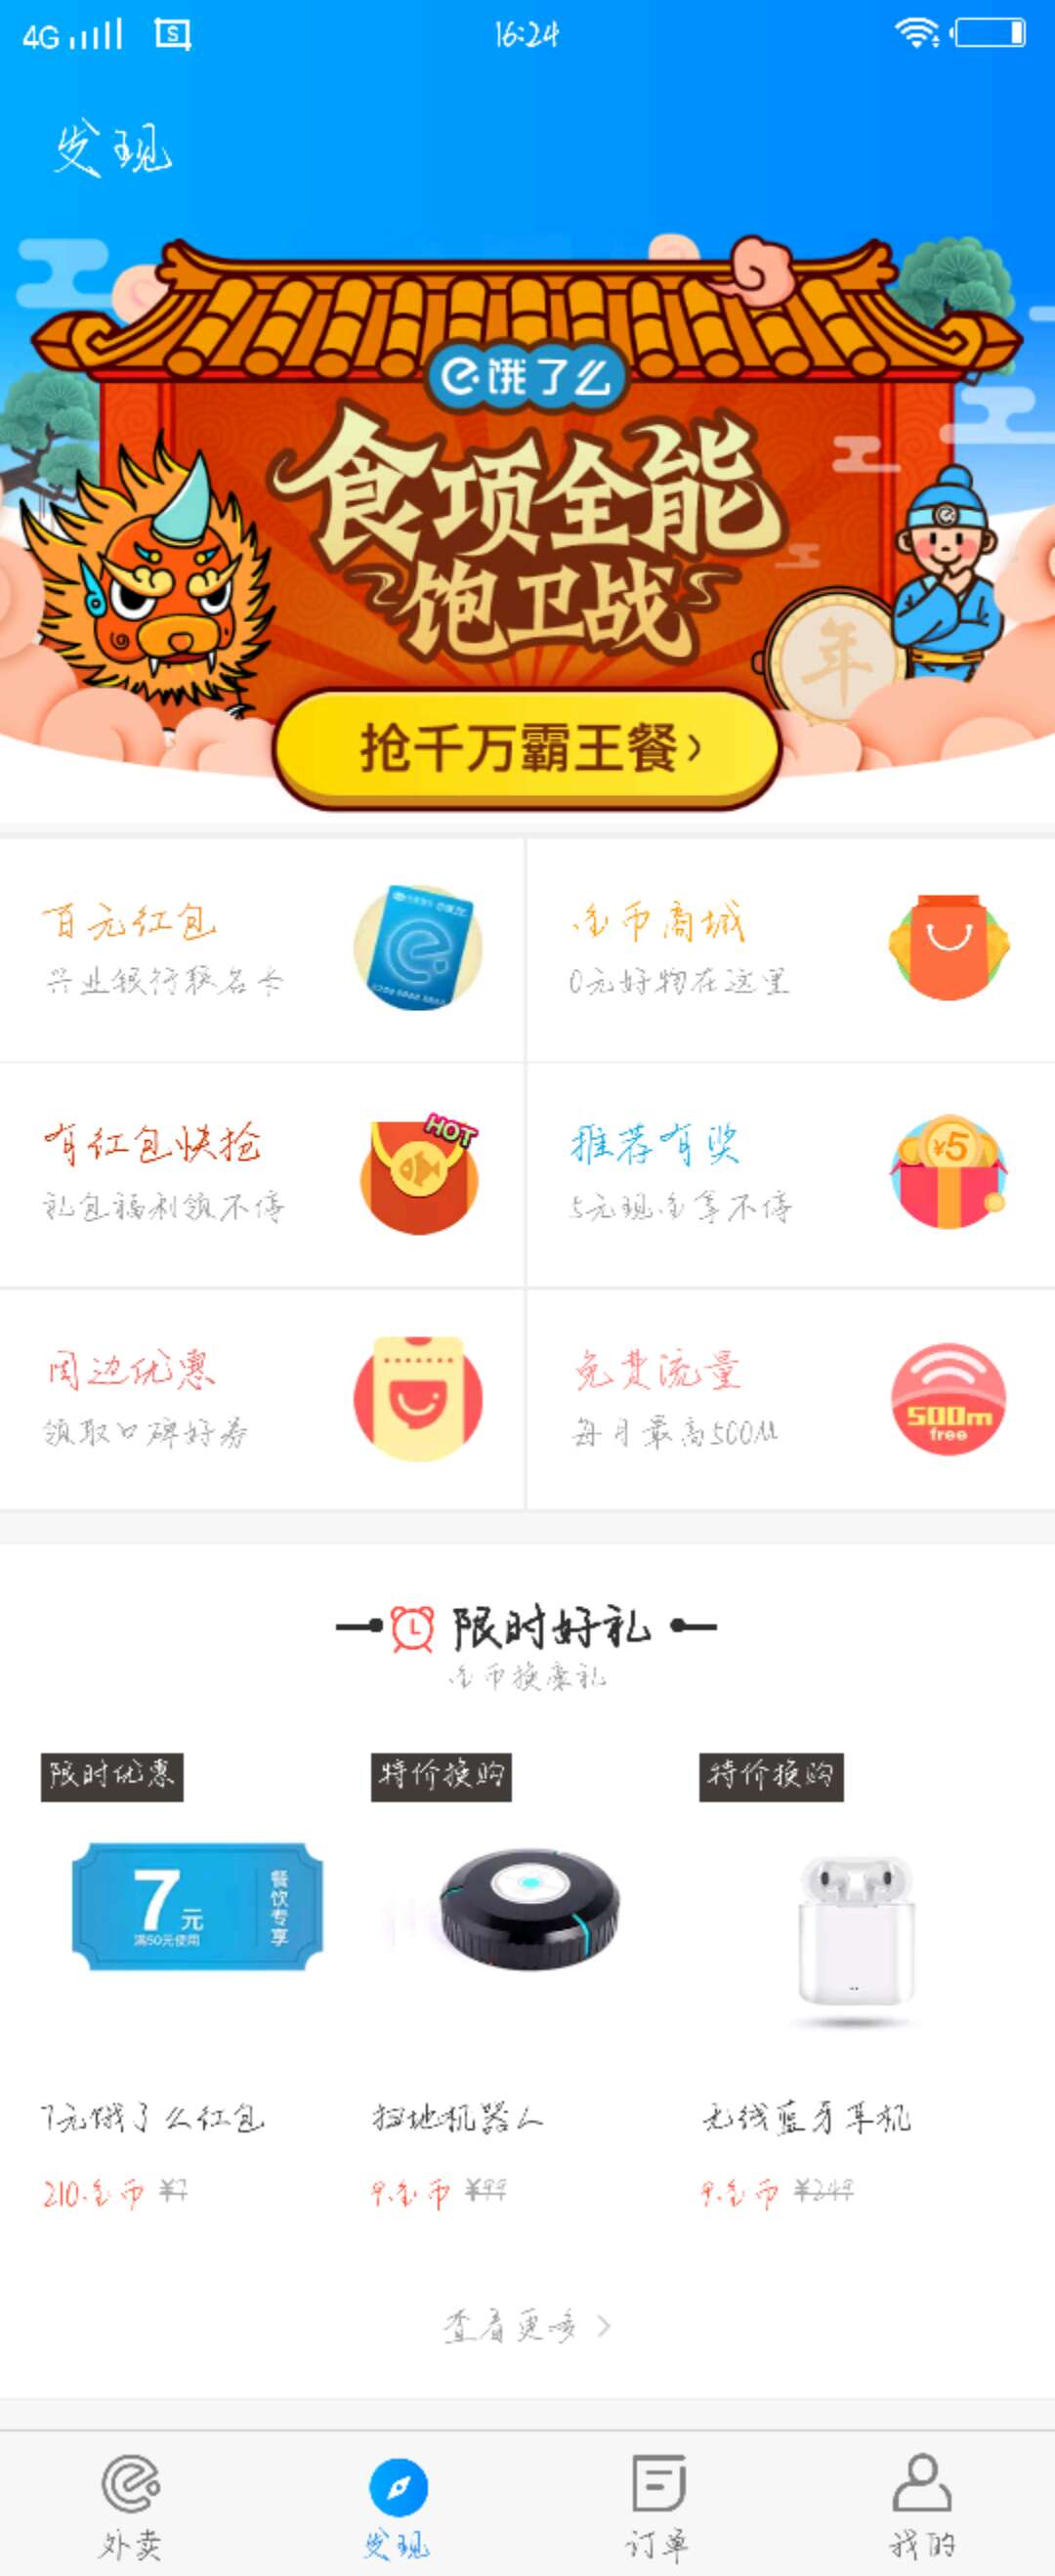 4G
16:24
发现
饿了么
食项全能
饱卫战
年
抢千万霸王餐
百元红包
兴业银行联名卡
金币商城
0元好物在这里
有红包快抢
礼包福利领不停
HOT
推荐有奖
5元现金拿不停
¥5
周边优惠
领取口碑好券
免费流量
每月最高500M
500m
free
限时好礼
金币换豪礼
限时优惠
特价换购
特价换购
7元
满50元使用
餐饮专享
7元饿了么红包
扫地机器人
无线蓝牙耳机
210金币 ¥7
9金币 ¥99
9金币 ¥249
查看更多
外卖
发现
订单
我的